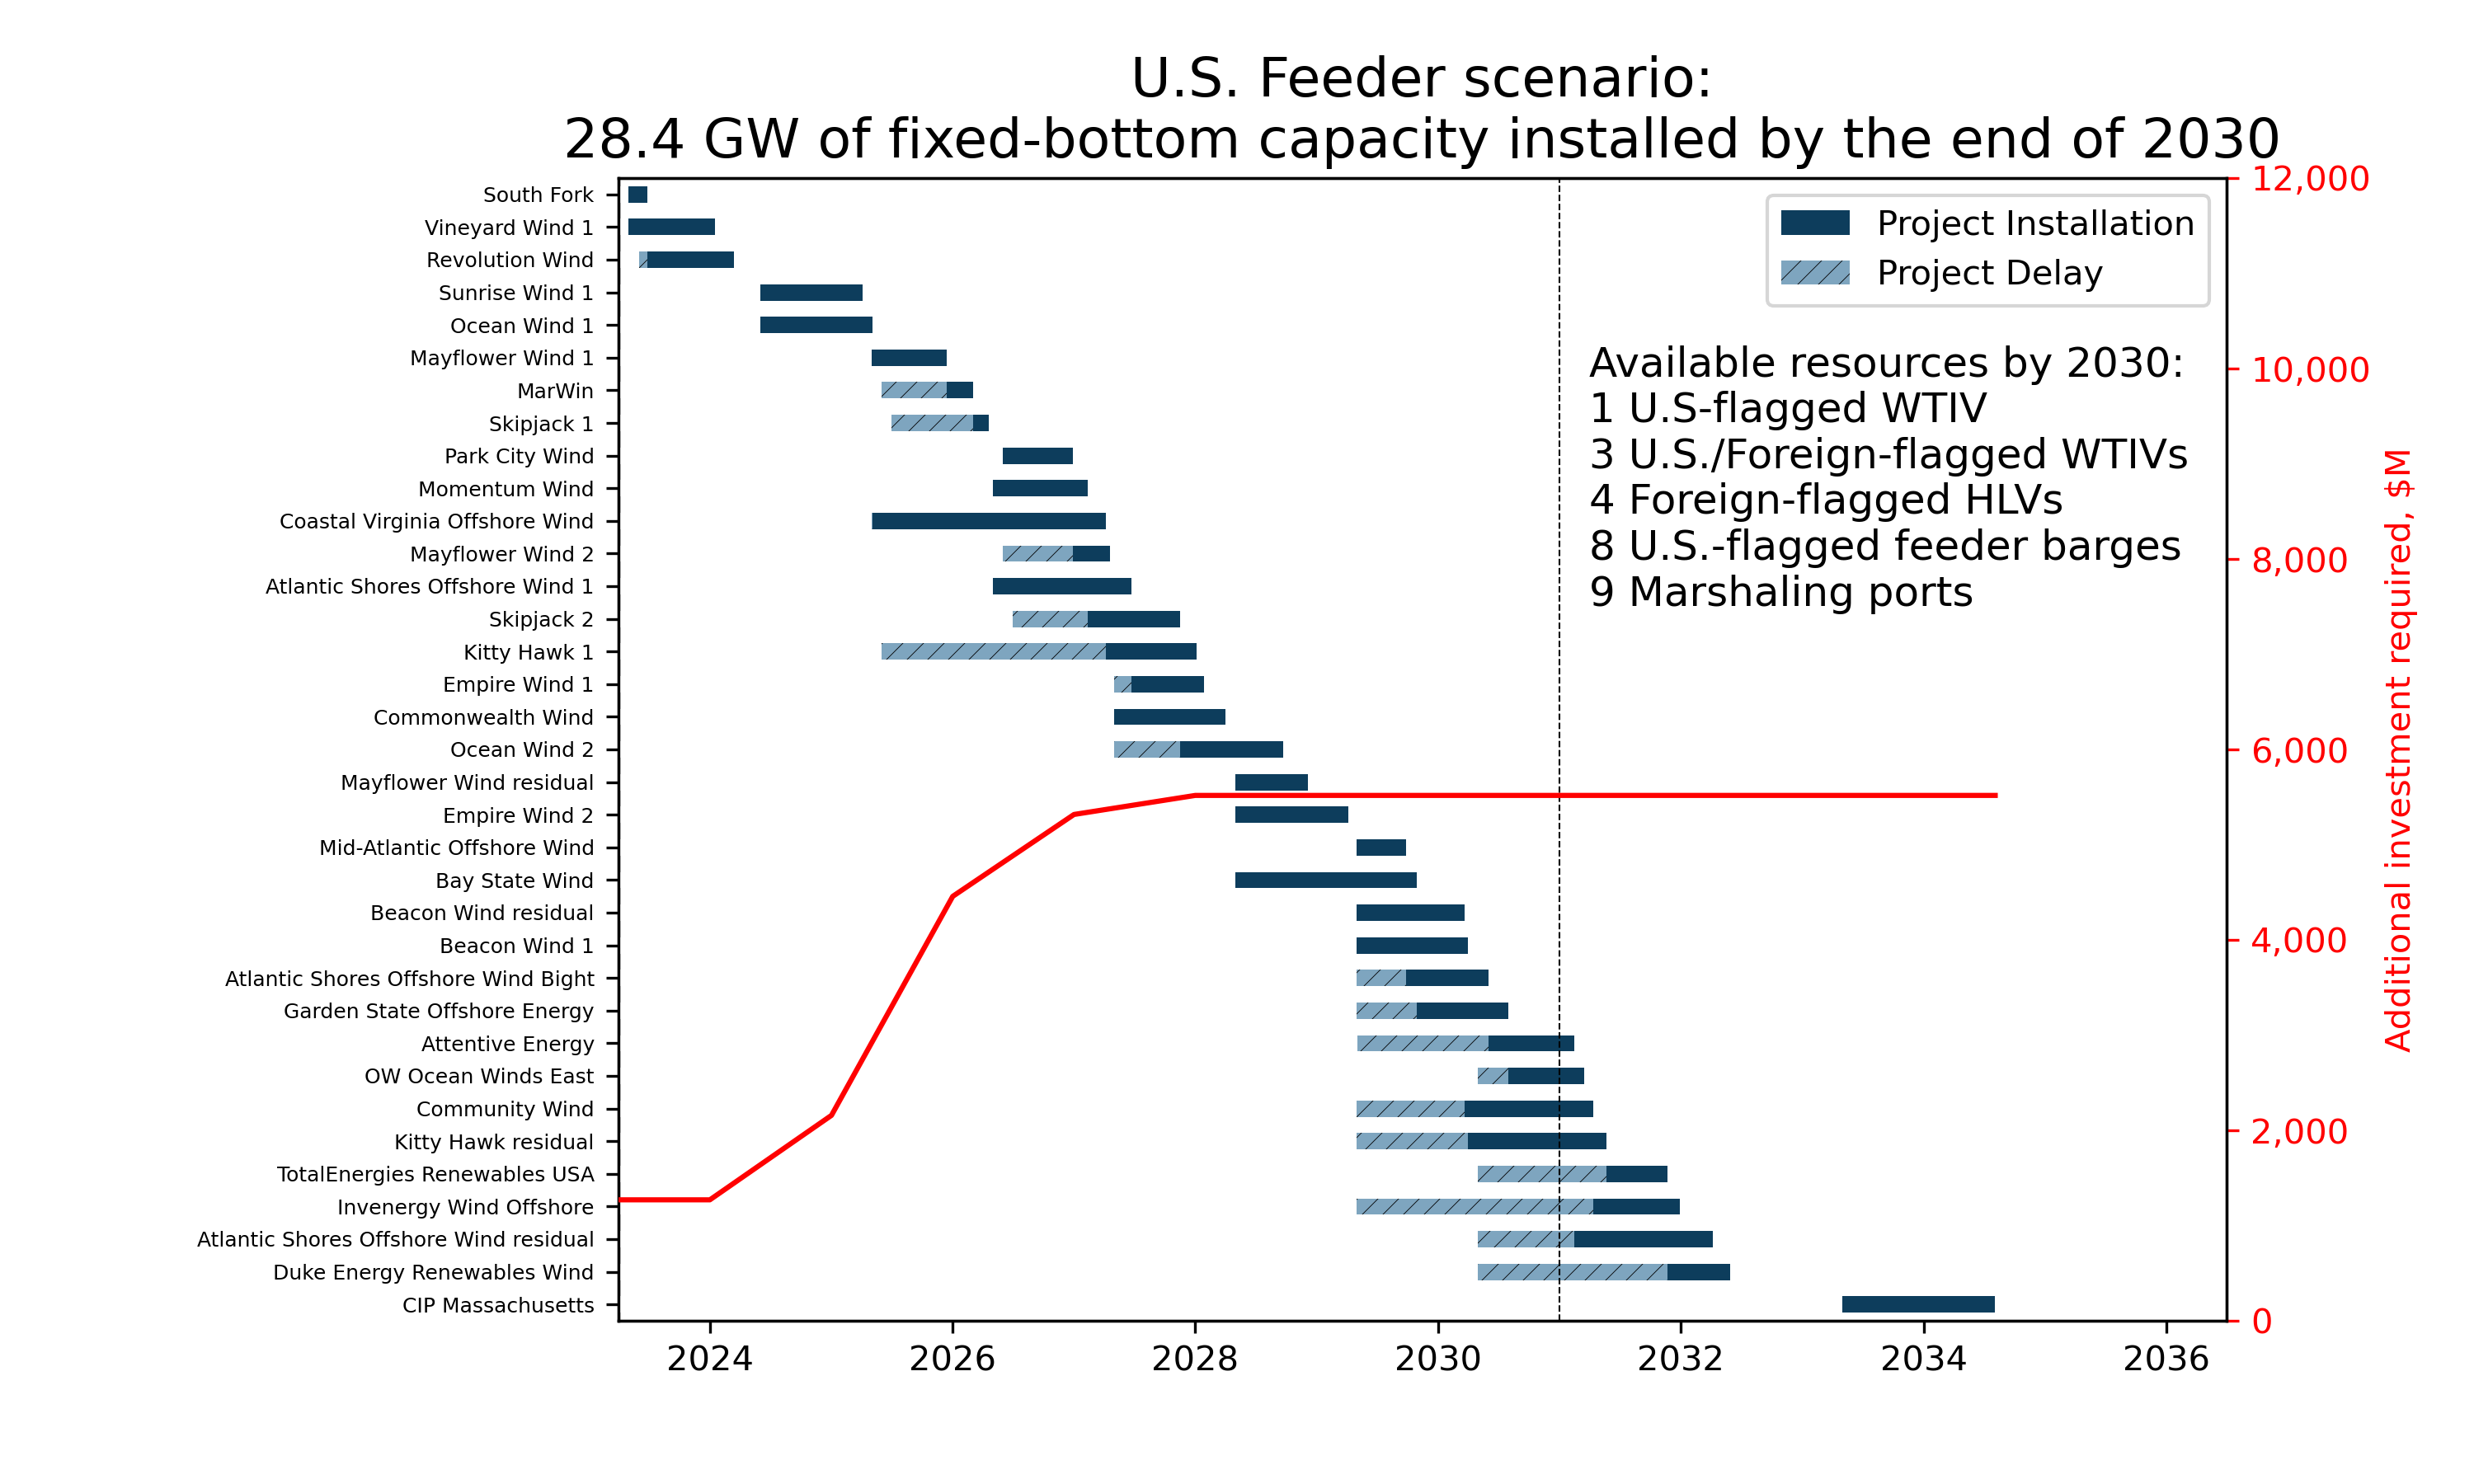 U.S. Feeder scenario:
28.4 GW of fixed-bottom capacity installed by the end of 2030
South Fork
Vineyard Wind 1
Revolution Wind
Sunrise Wind 1
Ocean Wind 1
Mayflower Wind 1
MarWin
Skipjack 1
Park City Wind
Momentum Wind
Coastal Virginia Offshore Wind
Mayflower Wind 2
Atlantic Shores Offshore Wind 1
Skipjack 2
Kitty Hawk 1
Empire Wind 1
Commonwealth Wind
Ocean Wind 2
Mayflower Wind residual
Empire Wind 2
Mid-Atlantic Offshore Wind
Bay State Wind
Beacon Wind residual
Beacon Wind 1
Atlantic Shores Offshore Wind Bight
Garden State Offshore Energy
Attentive Energy
OW Ocean Winds East
Community Wind
Kitty Hawk residual
TotalEnergies Renewables USA
Invenergy Wind Offshore
Atlantic Shores Offshore Wind residual
Duke Energy Renewables Wind
CIP Massachusetts
Project Installation
Project Delay
Available resources by 2030:
1 U.S-flagged WTIV
3 U.S./Foreign-flagged WTIVs
4 Foreign-flagged HLVs
8 U.S.-flagged feeder barges
9 Marshaling ports
12,000
10,000
8,000
6,000
4,000
2,000
0
Additional investment required, $M
2024
2026
2028
2030
2032
2034
2036